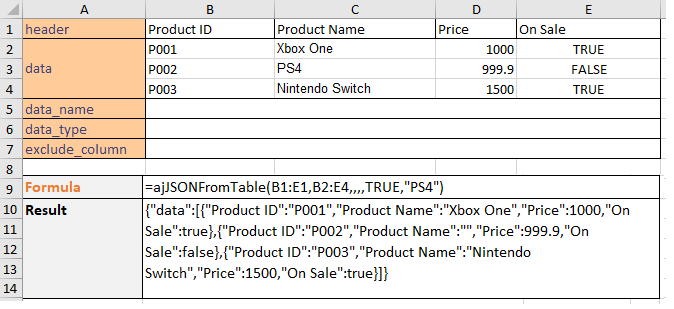 A B C D E
1 header Product ID Product Name Price On Sale
2 P001 Xbox One 1000 TRUE
3 data P002 PS4 999.9 FALSE
4 P003 Nintendo Switch 1500 TRUE
5 data_name
6 data_type
7 exclude_column
8
9 Formula =ajJSONFromTable(B1:E1,B2:E4,,,,TRUE,"PS4")
10 Result {"data":[{"Product ID":"P001","Product Name":"Xbox One","Price":1000,"On
11 Sale":true},{"Product ID":"P002","Product Name":"","Price":999.9,"On
12 Sale":false},{"Product ID":"P003","Product Name":"Nintendo
13 Switch","Price":1500,"On Sale":true}]}
14